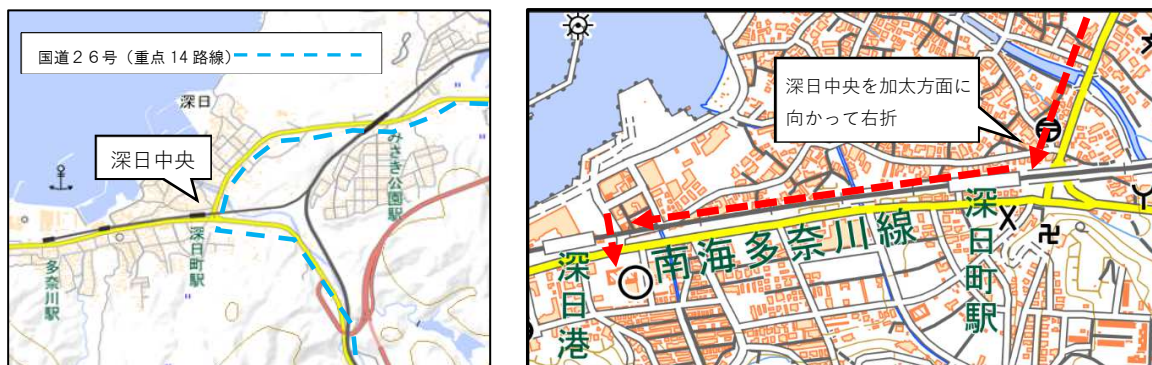 国道２６号（重点 14 路線）
深日
深日中央
みさき公園駅
深日町駅
多奈川駅
深日中央を加太方面に
向かって右折
南海多奈川線
深日町駅
深日港